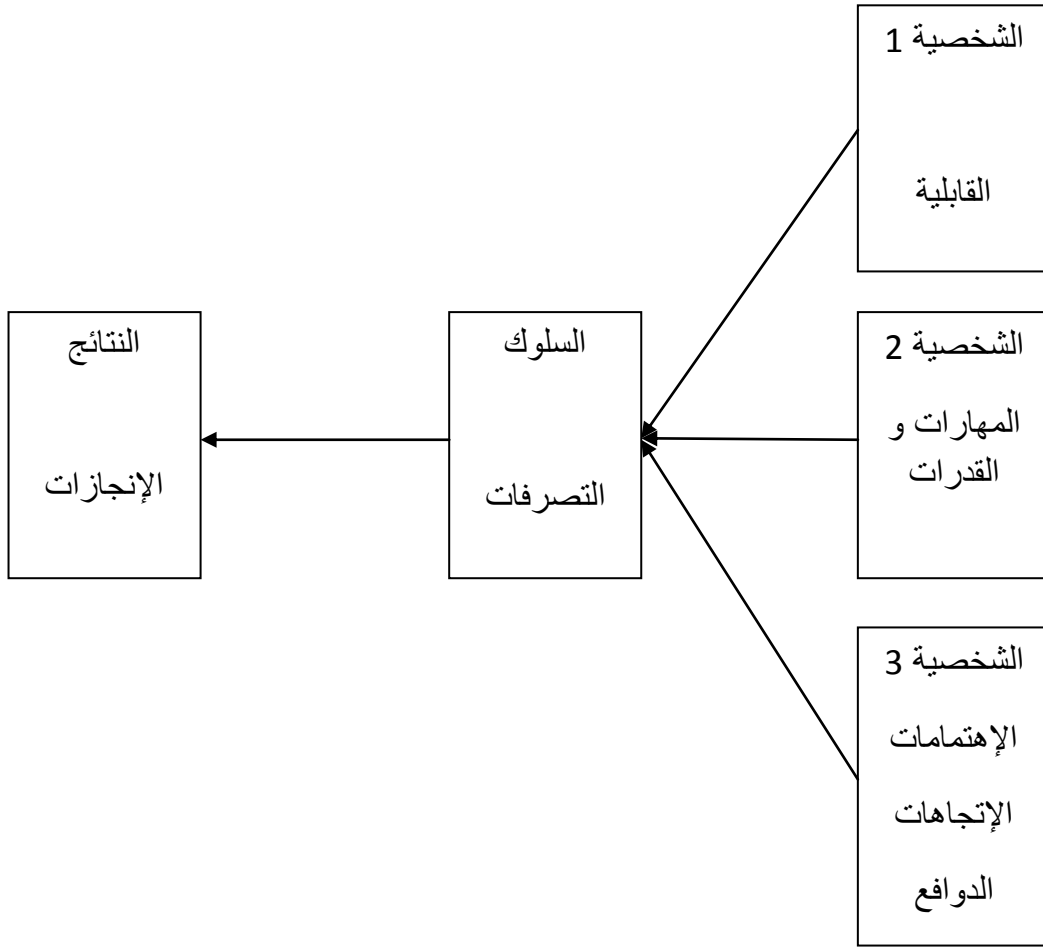 الشخصية 1
القابلية
الشخصية 2
المهارات و
القدرات
الشخصية 3
الإهتمامات
الإتجاهات
الدوافع
السلوك
التصرفات
النتائج
الإنجازات